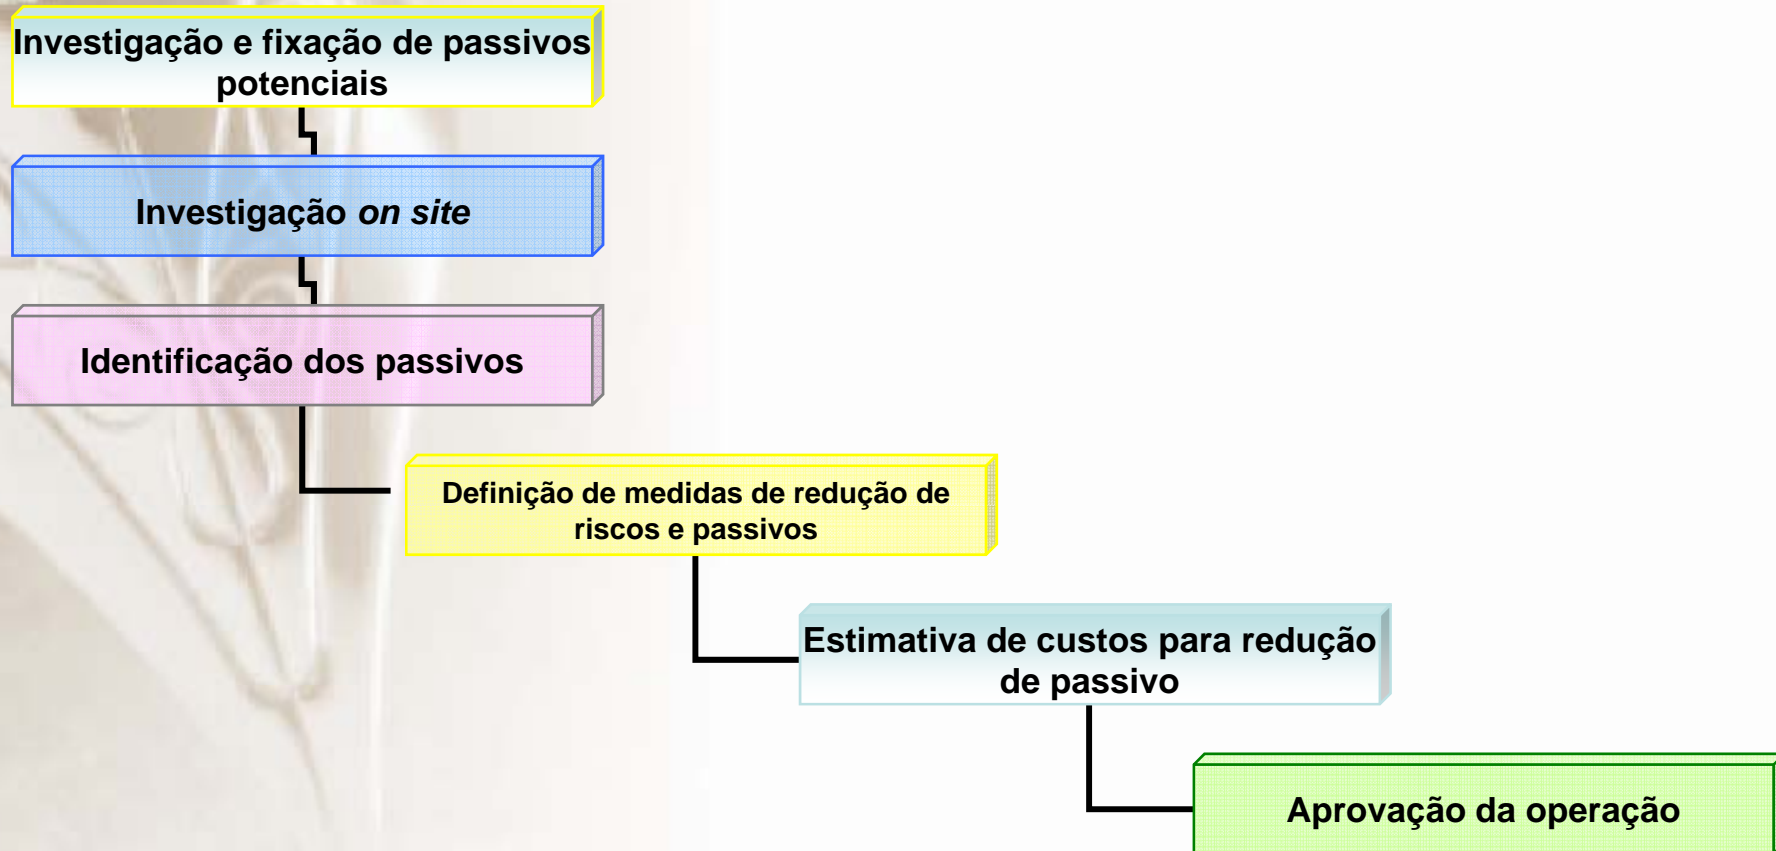 Investigação e fixação de passivos
potenciais
Investigação on site
Identificação dos passivos
Definição de medidas de redução de
riscos e passivos
Estimativa de custos para redução
de passivo
Aprovação da operação